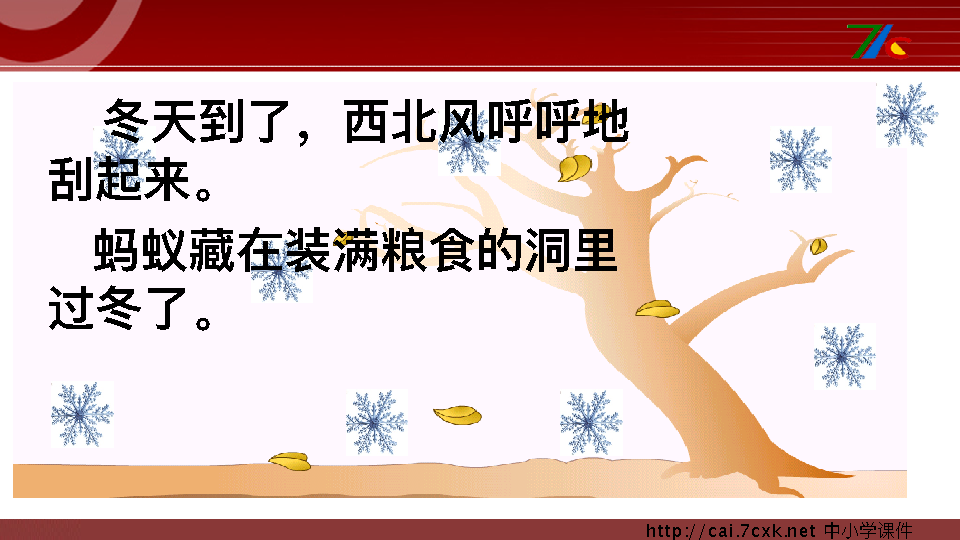 冬天到了，西北风呼呼地
刮起来。
蚂蚁藏在装满粮食的洞里
过冬了。
http://cai.7cxk.net 中小学课件